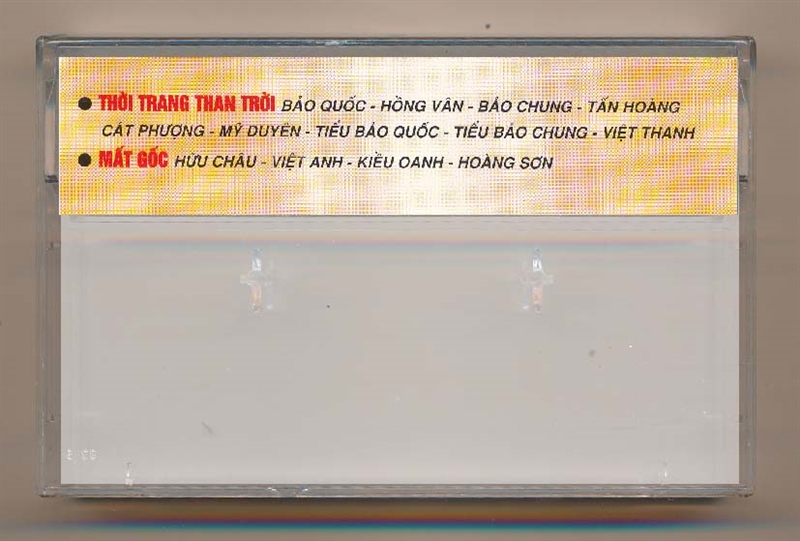 ● THỜI TRANG THAN TRỜI BẢO QUỐC - HỒNG VÂN - BẢO CHUNG - TẤN HOÀNG
CÁT PHƯỢNG - MỸ DUYÊN - TIỂU BẢO QUỐC - TIỂU BẢO CHUNG - VIỆT THANH
● MẤT GỐC HỮU CHÂU - VIỆT ANH - KIỀU OANH - HOÀNG SƠN